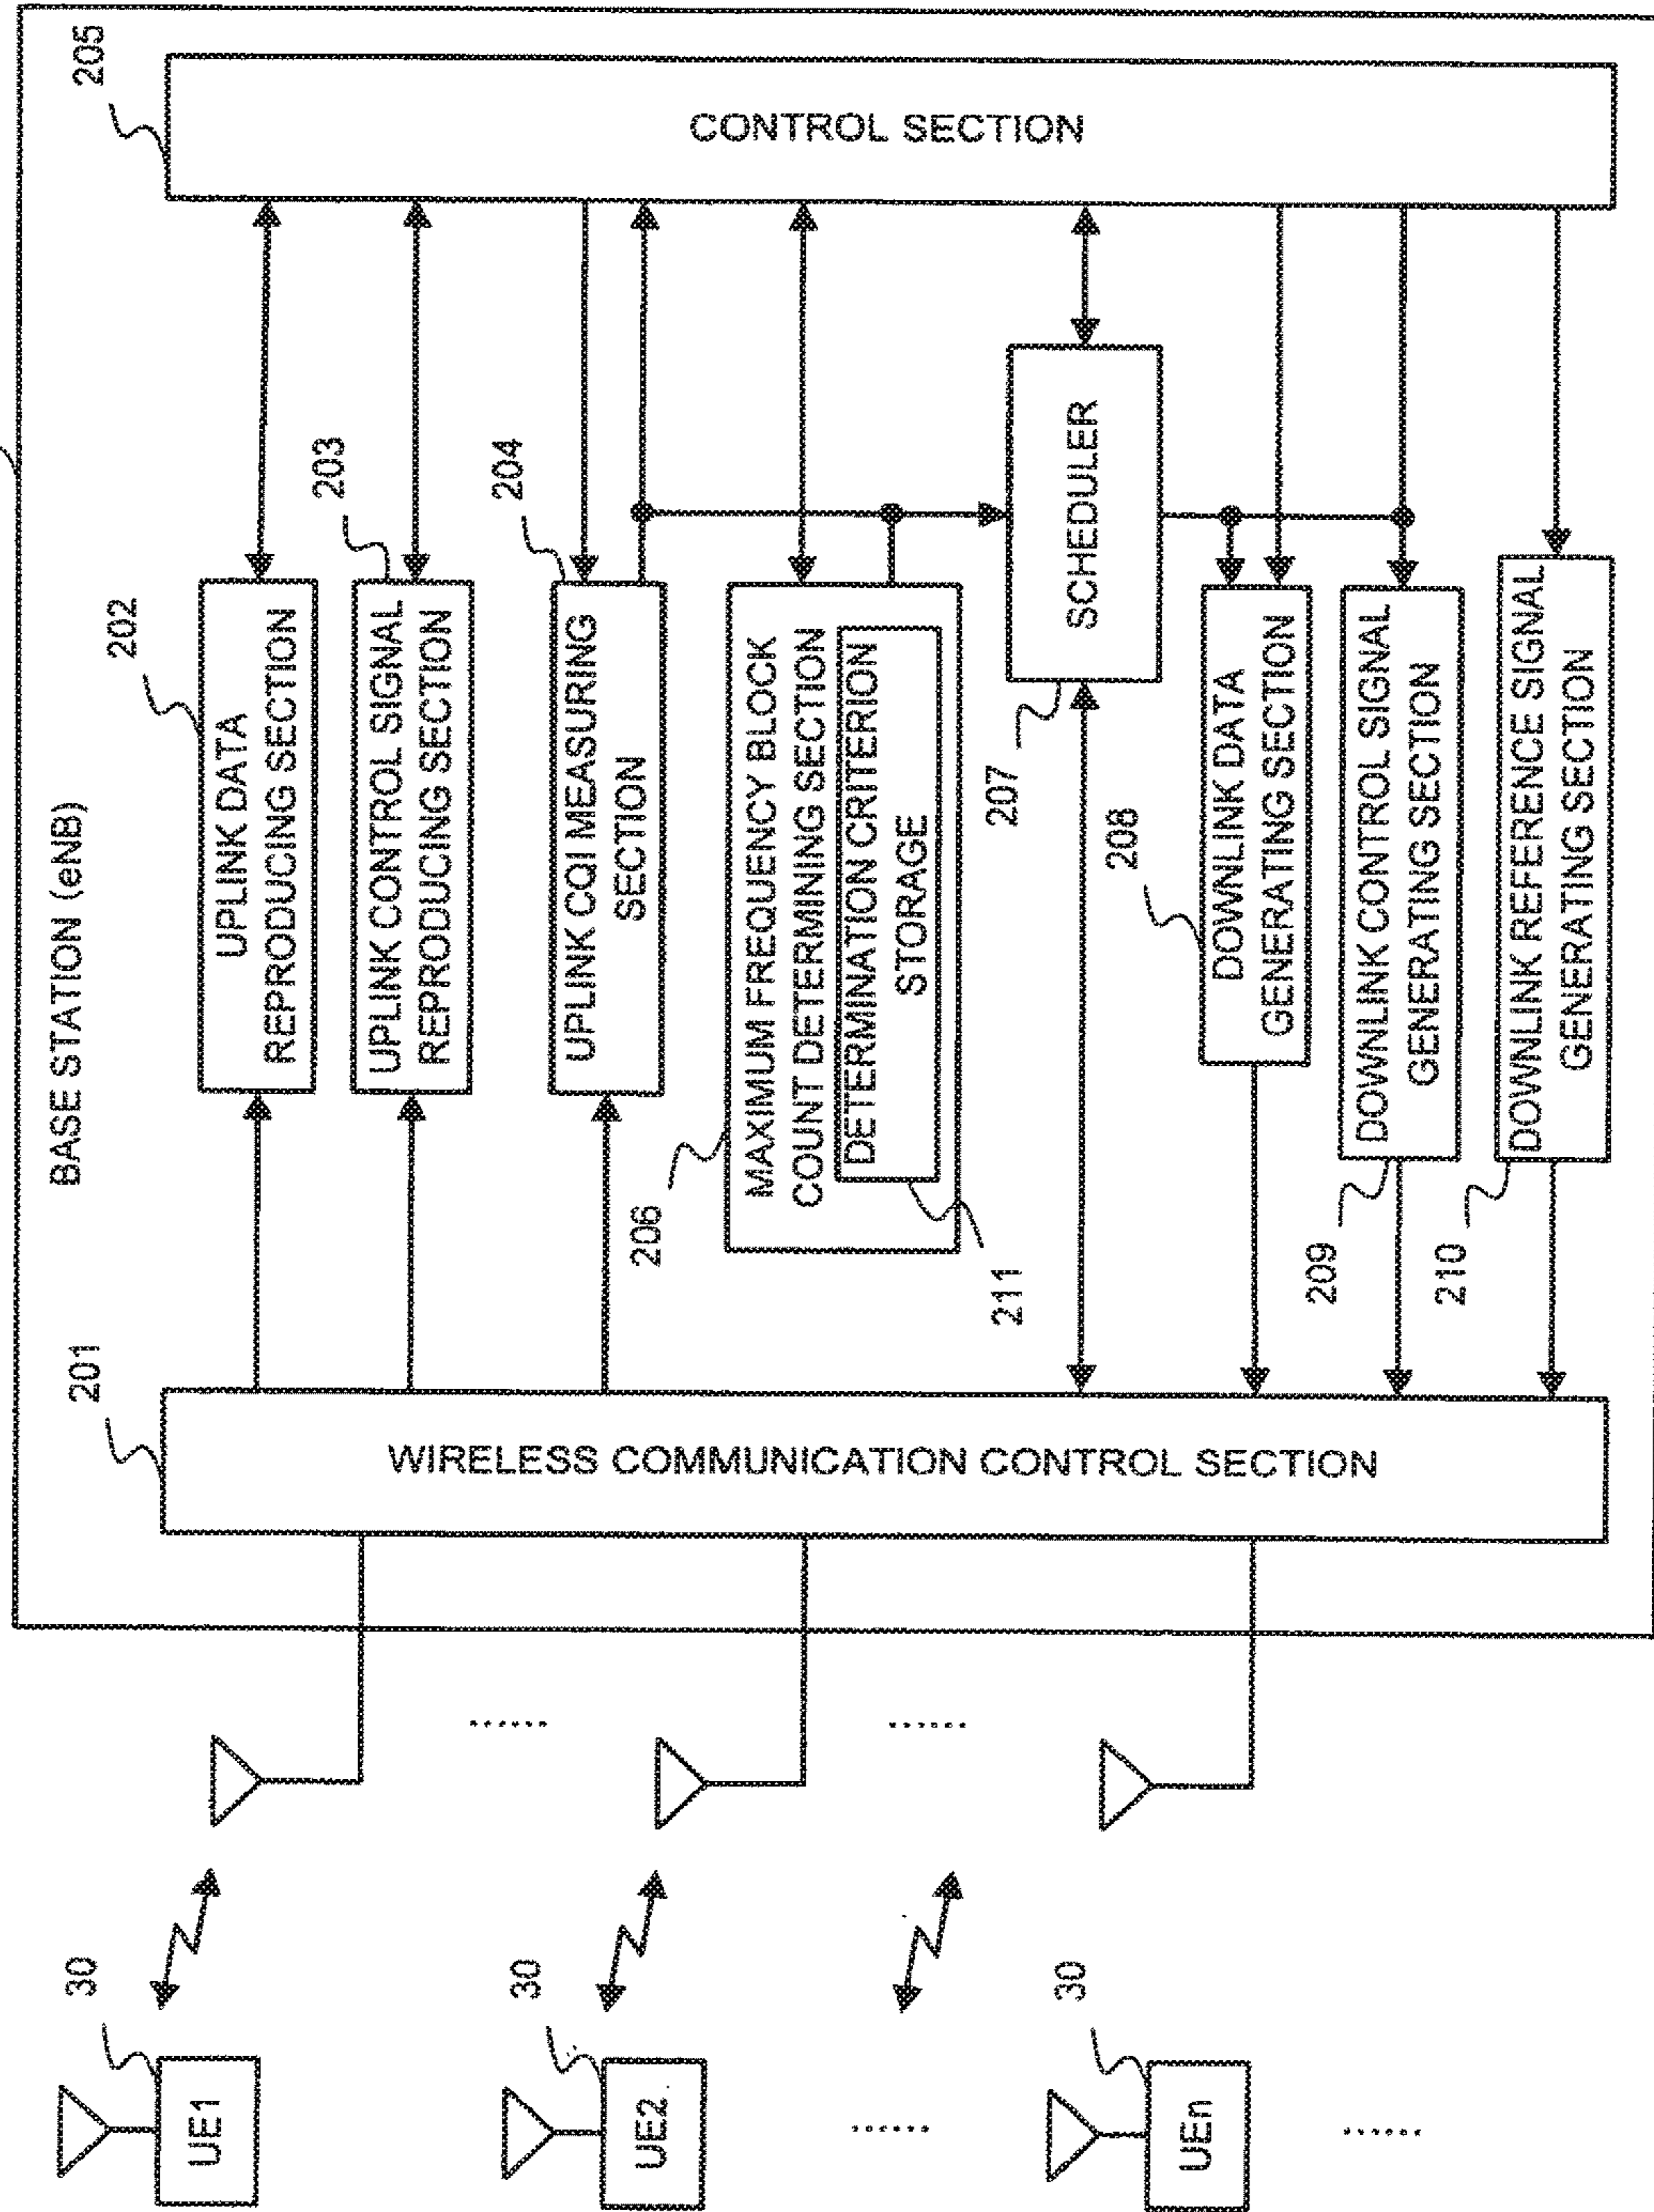 BASE STATION (eNB)
201
WIRELESS COMMUNICATION CONTROL SECTION
202
UPLINK DATA
REPRODUCING SECTION
203
UPLINK CONTROL SIGNAL
REPRODUCING SECTION
204
UPLINK CQI MEASURING
SECTION
205
CONTROL SECTION
206
MAXIMUM FREQUENCY BLOCK
COUNT DETERMINING SECTION
DETERMINATION CRITERION
STORAGE
211
207
SCHEDULER
208
DOWNLINK DATA
GENERATING SECTION
209
DOWNLINK CONTROL SIGNAL
GENERATING SECTION
210
DOWNLINK REFERENCE SIGNAL
GENERATING SECTION
30
UE1
30
UE2
30
UEn